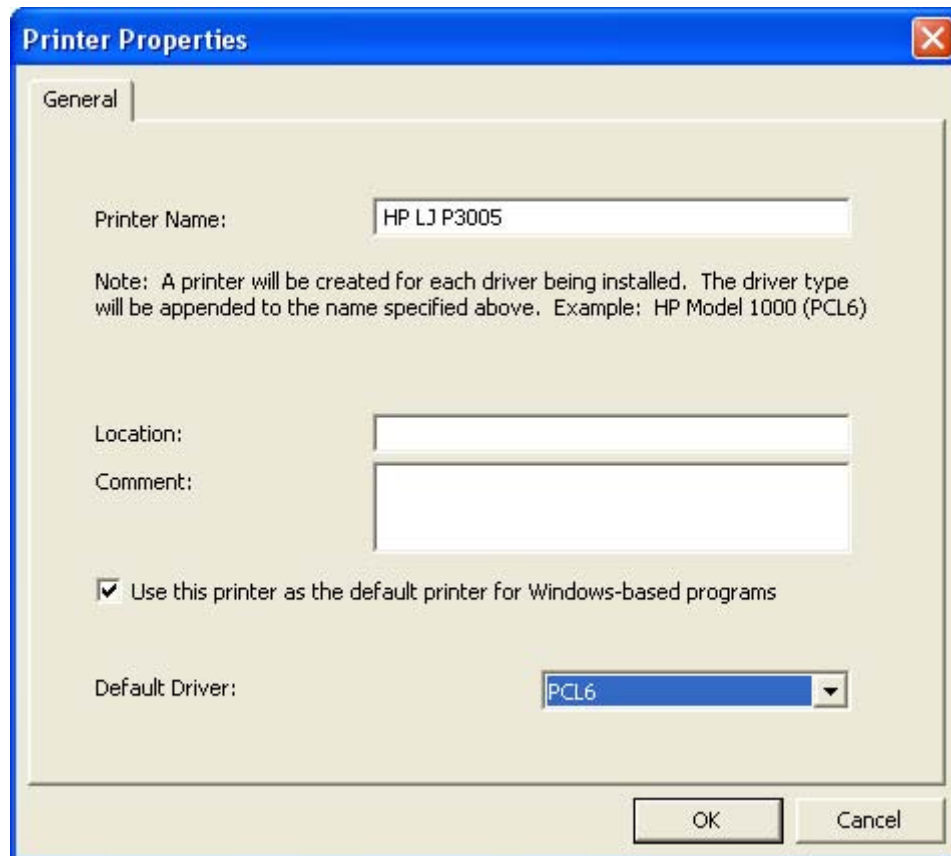 Printer Properties
General
Printer Name:
HP LJ P3005
Note:  A printer will be created for each driver being installed.  The driver type
will be appended to the name specified above.  Example:  HP Model 1000 (PCL6)
Location:
Comment:
Use this printer as the default printer for Windows-based programs
Default Driver:
PCL6
OK
Cancel